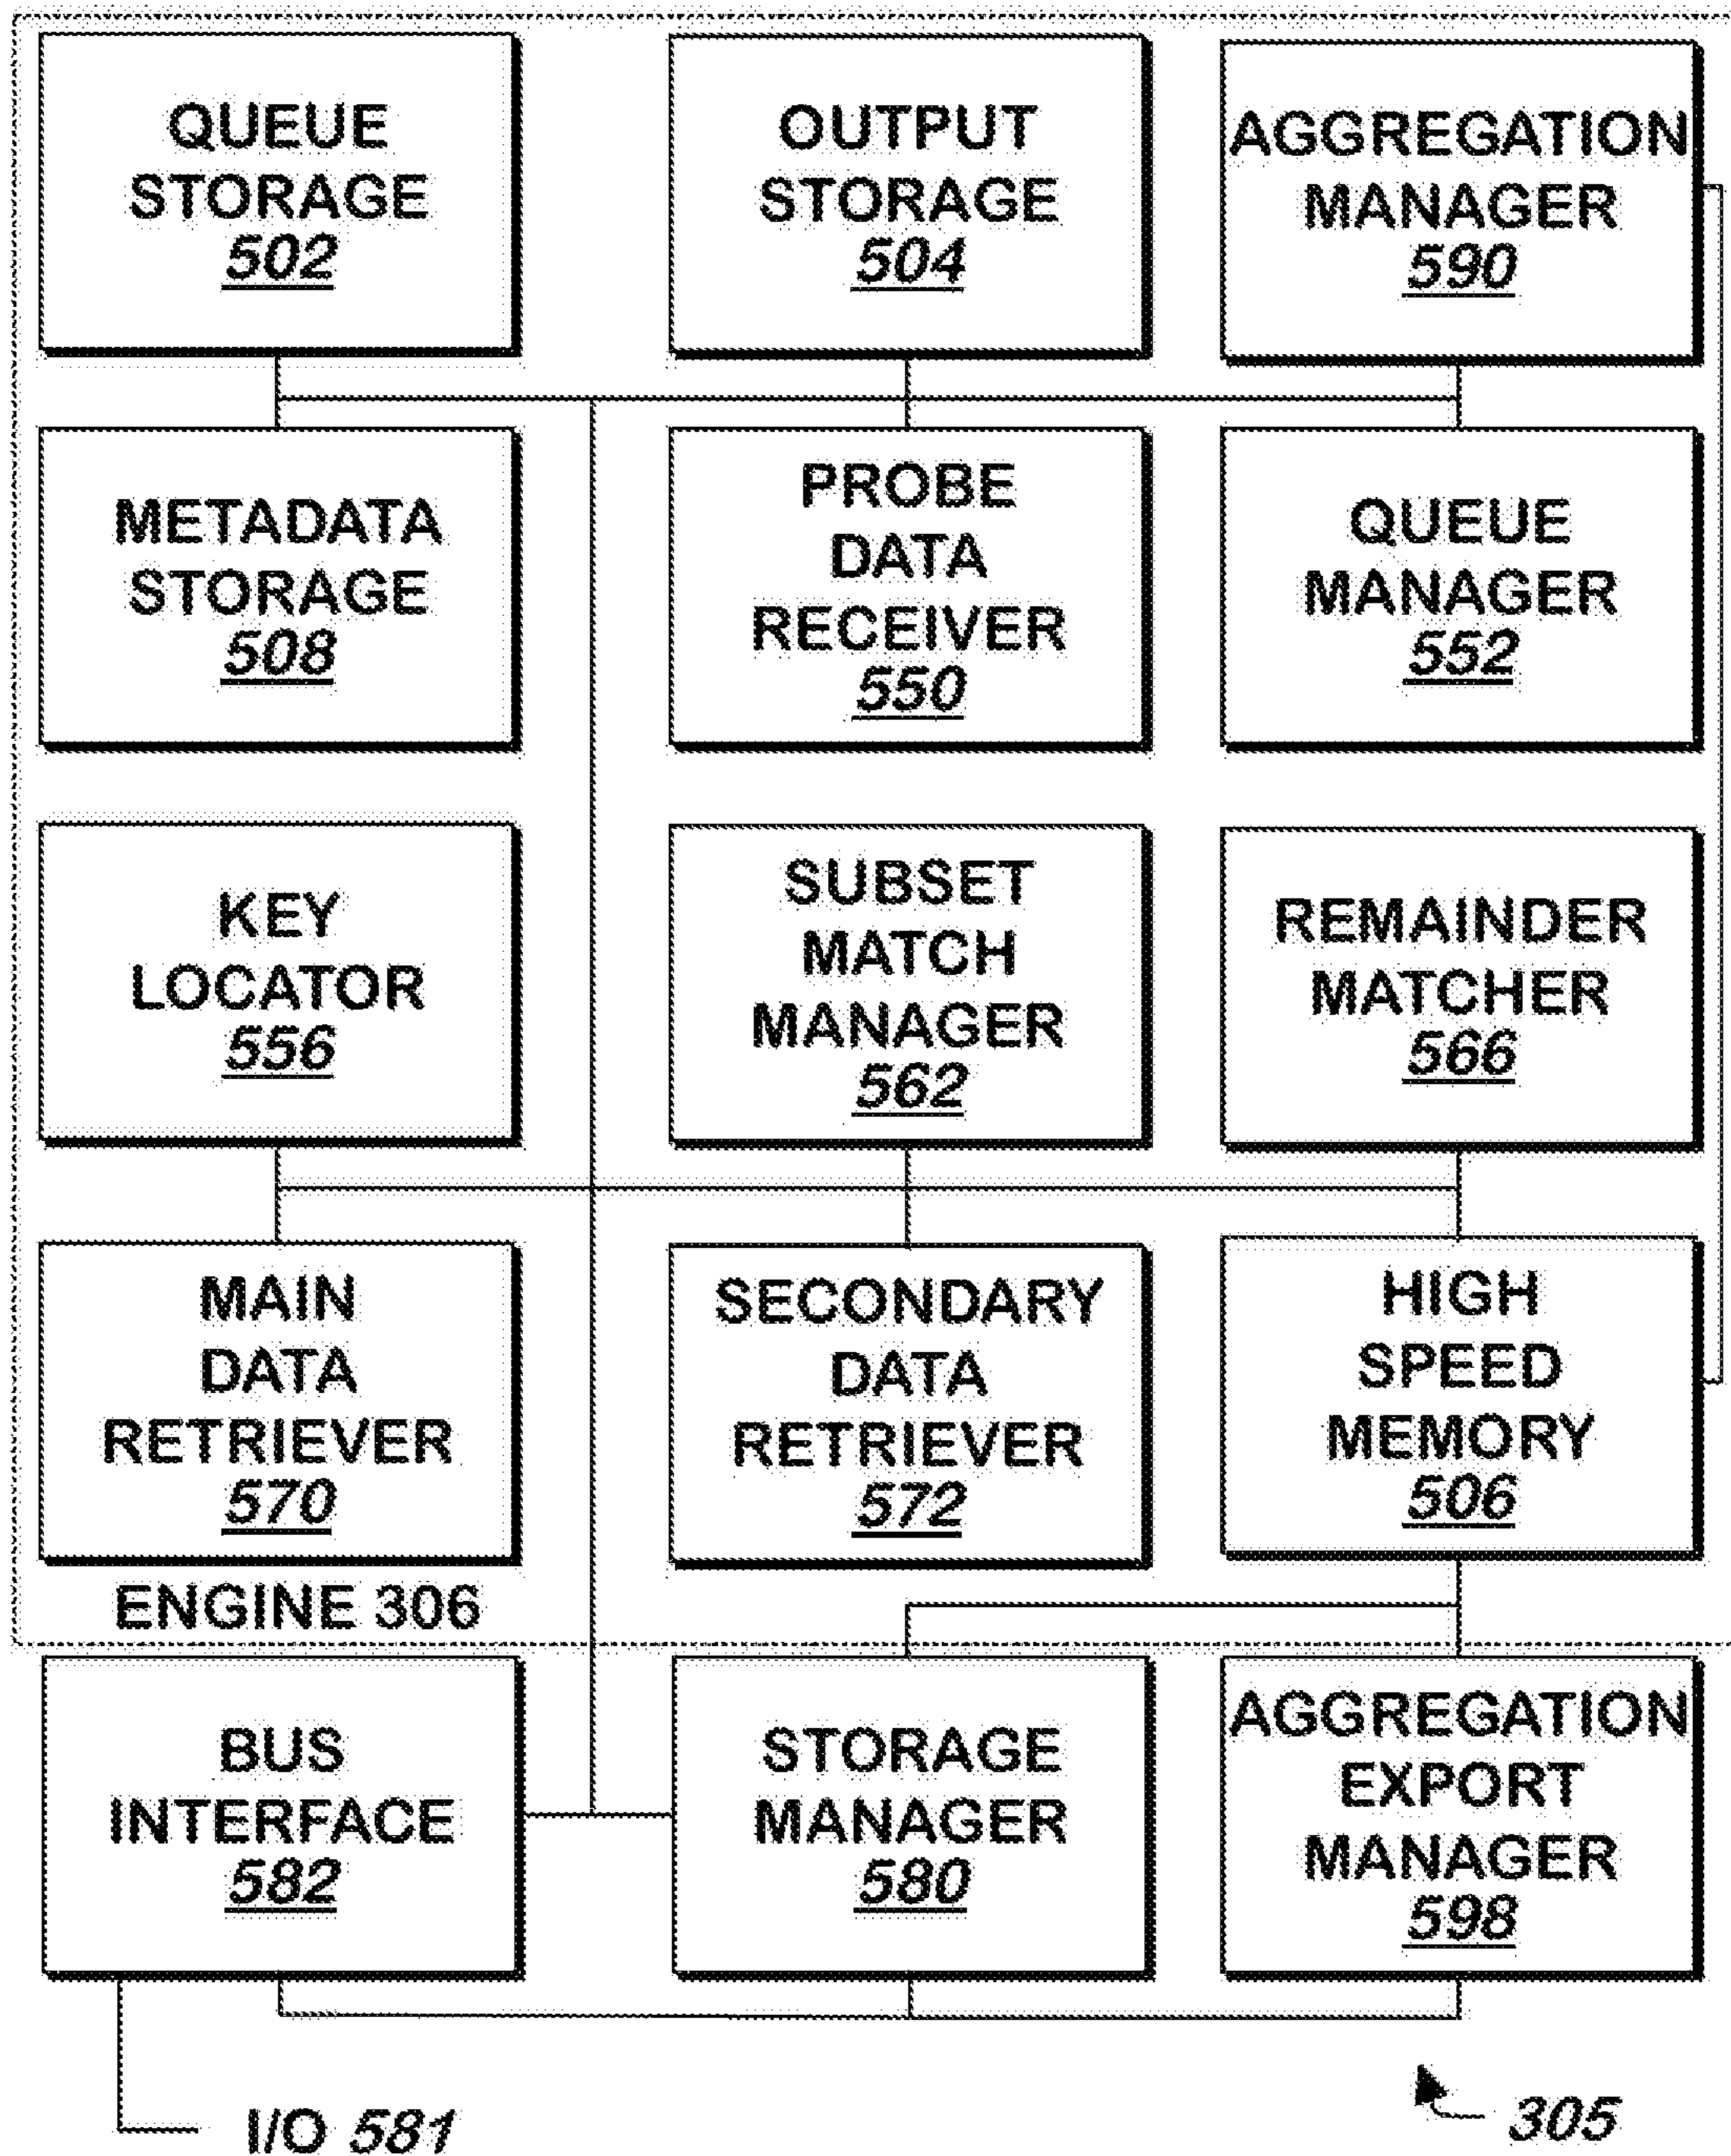 QUEUE
STORAGE
502
OUTPUT
STORAGE
504
AGGREGATION
MANAGER
590
METADATA
STORAGE
508
PROBE
DATA
RECEIVER
550
QUEUE
MANAGER
552
KEY
LOCATOR
556
SUBSET
MATCH
MANAGER
562
REMAINDER
MATCHER
566
MAIN
DATA
RETRIEVER
570
SECONDARY
DATA
RETRIEVER
572
HIGH
SPEED
MEMORY
506
ENGINE 306
BUS
INTERFACE
582
STORAGE
MANAGER
580
AGGREGATION
EXPORT
MANAGER
598
I/O 581
305